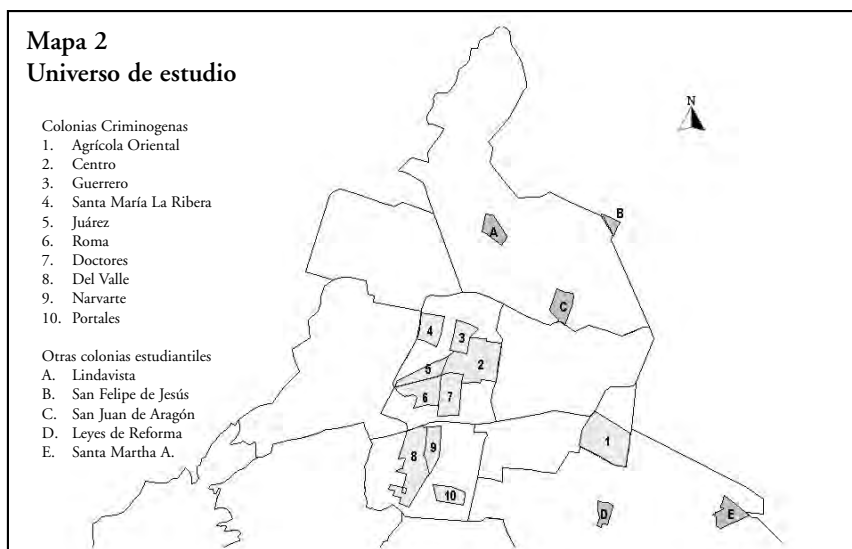 Mapa 2
Universo de estudio
Colonias Criminogenas
1. Agrícola Oriental
2. Centro
3. Guerrero
4. Santa María La Ribera
5. Juárez
6. Roma
7. Doctores
8. Del Valle
9. Narvarte
10. Portales
Otras colonias estudiantiles
A. Lindavista
B. San Felipe de Jesús
C. San Juan de Aragón
D. Leyes de Reforma
E. Santa Martha A.
N
B
A
C
4
3
2
5
6
7
1
9
8
10
D
E